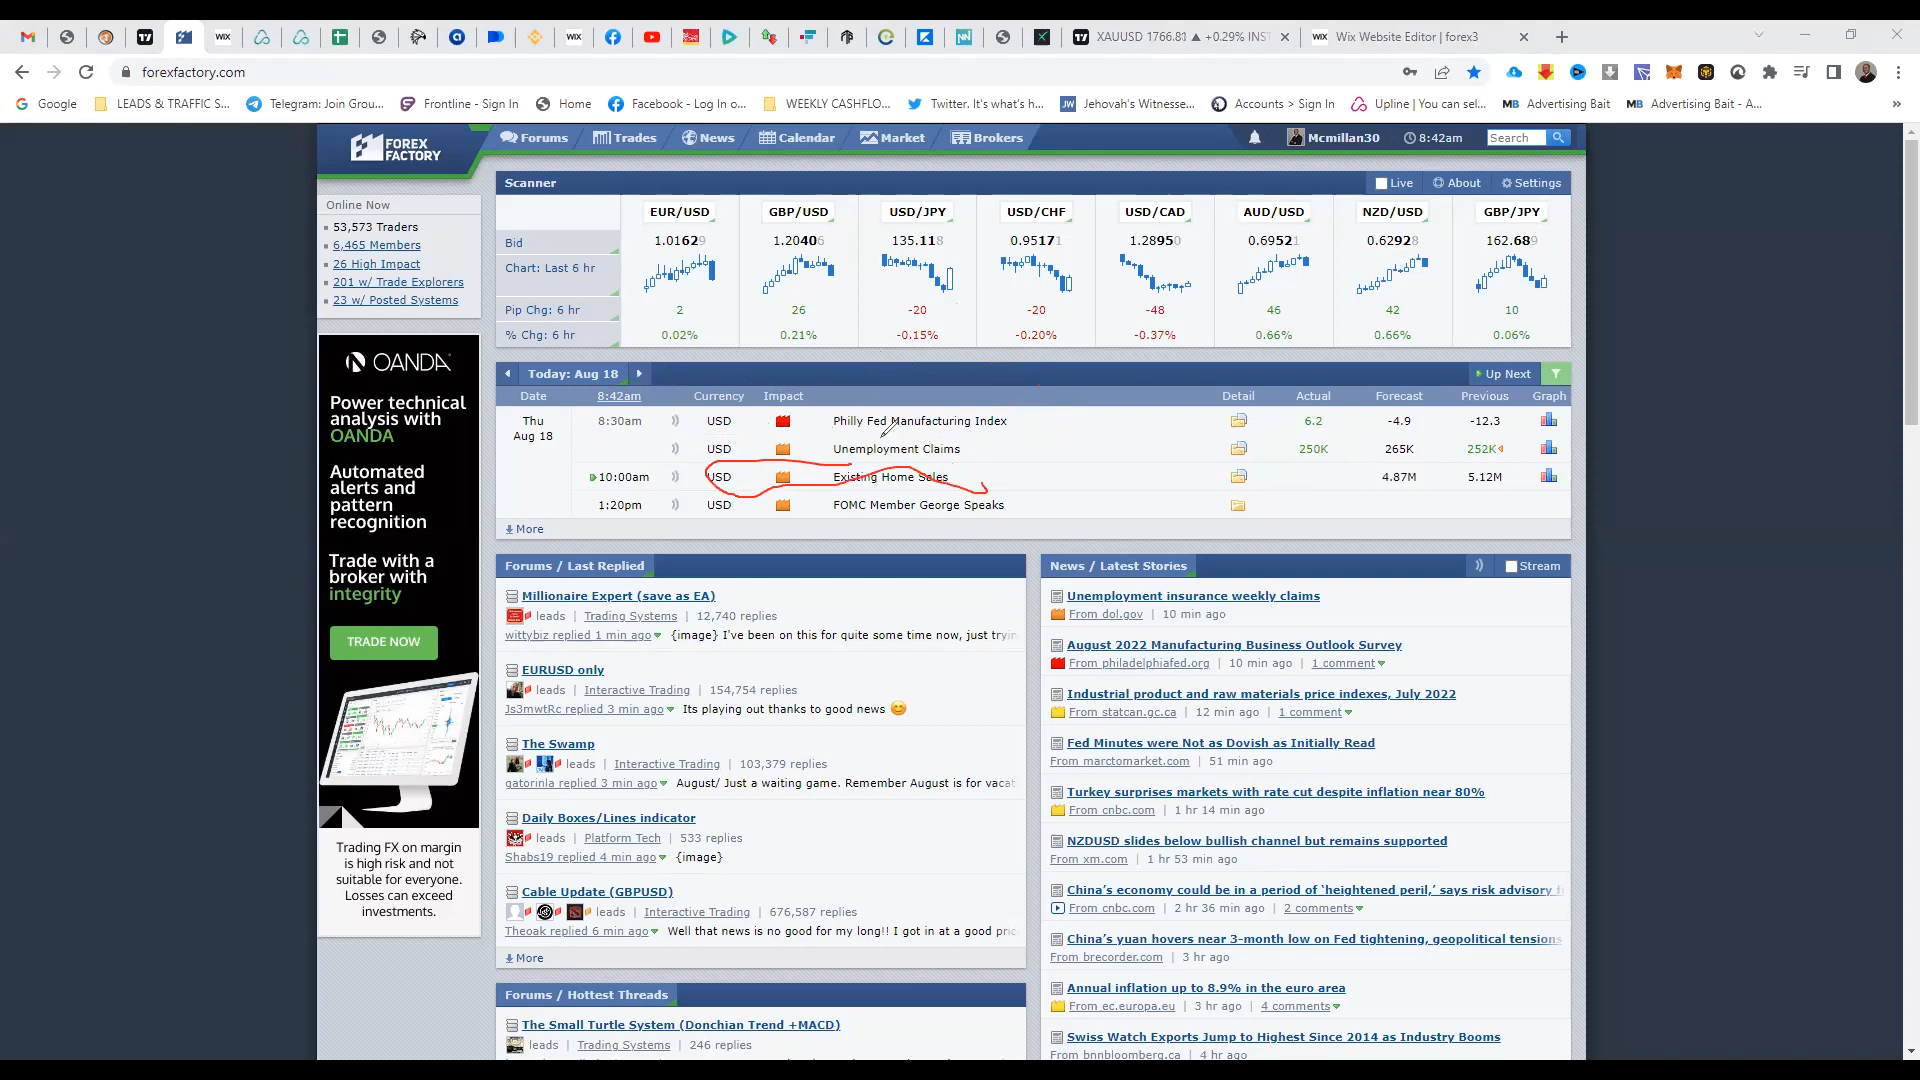 XAUUSD 1766.81 ▲ +0.29% INST
Wix Website Editor | forex3
forexfactory.com
Google
LEADS & TRAFFIC S...
Telegram: Join Grou...
Frontline - Sign In
Home
Facebook - Log In o...
WEEKLY CASHFLO...
Twitter. It's what's h...
Jehovah's Witnesse...
Accounts > Sign In
Upline | You can sel...
Advertising Bait
Advertising Bait - A...
FOREX FACTORY
Forums
Trades
News
Calendar
Market
Brokers
Mcmillan30
8:42am
Search
Online Now
53,573 Traders
6,465 Members
26 High Impact
201 w/ Trade Explorers
23 w/ Posted Systems
OANDA
Power technical
analysis with
OANDA
Automated
alerts and
pattern
recognition
Trade with a
broker with
integrity
TRADE NOW
Trading FX on margin
is high risk and not
suitable for everyone.
Losses can exceed
investments.
Scanner
Live
About
Settings
EUR/USD GBP/USD USD/JPY USD/CHF USD/CAD AUD/USD NZD/USD GBP/JPY
Bid 1.01629 1.20406 135.118 0.95171 1.28950 0.69521 0.62928 162.689
Chart: Last 6 hr
Pip Chg: 6 hr 2 26 -20 -20 -48 46 42 10
% Chg: 6 hr 0.02% 0.21% -0.15% -0.20% -0.37% 0.66% 0.66% 0.06%
Today: Aug 18
Up Next
Date 8:42am Currency Impact Detail Actual Forecast Previous Graph
Thu
Aug 18
8:30am USD Philly Fed Manufacturing Index 6.2 -4.9 -12.3
USD Unemployment Claims 250K 265K 252K
10:00am USD Existing Home Sales 4.87M 5.12M
1:20pm USD FOMC Member George Speaks
More
Forums / Last Replied
Millionaire Expert (save as EA)
leads | Trading Systems | 12,740 replies
wittybiz replied 1 min ago {image} I've been on this for quite some time now, just tryin
EURUSD only
leads | Interactive Trading | 154,754 replies
Js3mwtRc replied 3 min ago Its playing out thanks to good news
The Swamp
leads | Interactive Trading | 103,379 replies
gatorinla replied 3 min ago August/ Just a waiting game. Remember August is for vacat
Daily Boxes/Lines indicator
leads | Platform Tech | 533 replies
Shabs19 replied 4 min ago {image}
Cable Update (GBPUSD)
leads | Interactive Trading | 676,587 replies
Theoak replied 6 min ago Well that news is no good for my long!! I got in at a good pric
More
Forums / Hottest Threads
The Small Turtle System (Donchian Trend +MACD)
leads | Trading Systems | 246 replies
News / Latest Stories
Stream
Unemployment insurance weekly claims
From dol.gov | 10 min ago
August 2022 Manufacturing Business Outlook Survey
From philadelphiafed.org | 10 min ago | 1 comment
Industrial product and raw materials price indexes, July 2022
From statcan.gc.ca | 12 min ago | 1 comment
Fed Minutes were Not as Dovish as Initially Read
From marctomarket.com | 51 min ago
Turkey surprises markets with rate cut despite inflation near 80%
From cnbc.com | 1 hr 14 min ago
NZDUSD slides below bullish channel but remains supported
From xm.com | 1 hr 53 min ago
China's economy could be in a period of ‘heightened peril,’ says risk advisory fi
From cnbc.com | 2 hr 36 min ago | 2 comments
China's yuan hovers near 3-month low on Fed tightening, geopolitical tensions
From brecorder.com | 3 hr ago
Annual inflation up to 8.9% in the euro area
From ec.europa.eu | 3 hr ago | 4 comments
Swiss Watch Exports Jump to Highest Since 2014 as Industry Booms
From bnnbloomberg.ca | 4 hr ago